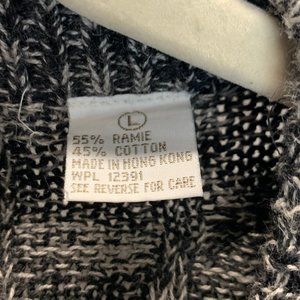 L
55% RAMIE
45% COTTON
MADE IN HONG KONG
WPL 12391
SEE REVERSE FOR CARE